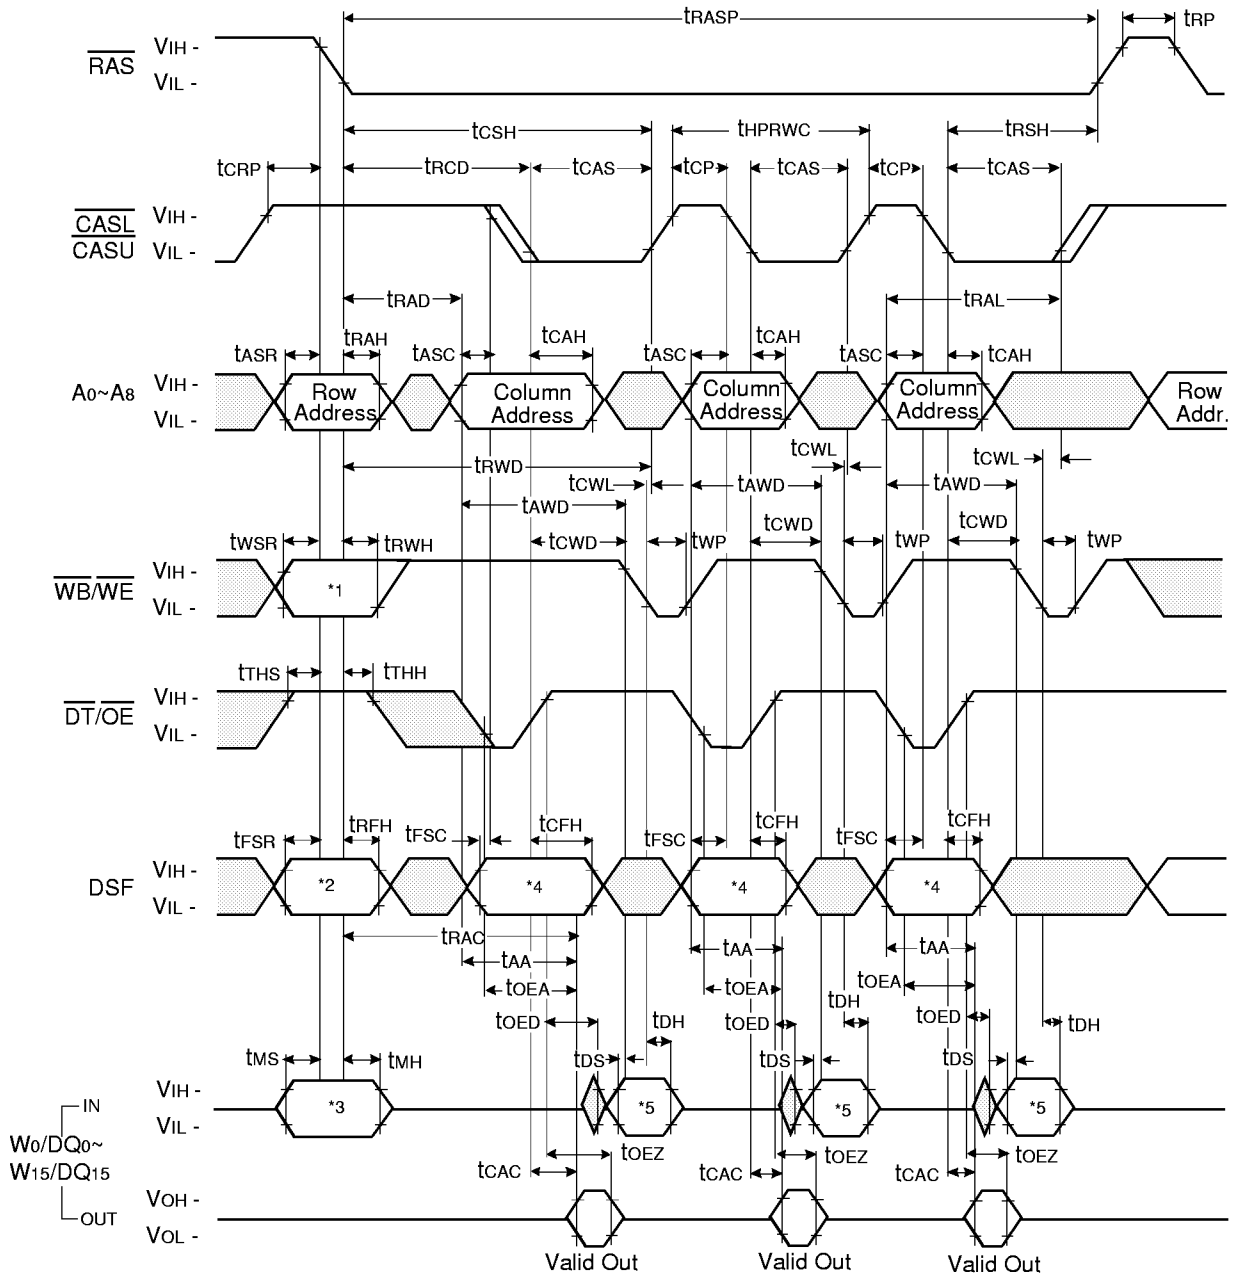 tRASP tRP
VIH -
RAS
VIL -
tCSH tHPRWC tRSH
tCRP tRCD tCAS tCP tCAS tCP tCAS
CASL VIH -
CASU VIL -
tRAD tRAL
tASR tRAH tASC tCAH tASC tCAH tASC tCAH
VIH -
A0~A8
VIL -
Row Address
Column Address
Column Address
Column Address
Row Addr.
tRWD tCWL tCWL
tCWL tAWD tAWD
tAWD
tWSR tRWH tCWD tWP tCWD tWP tCWD tWP
VIH -
WB/WE *1
VIL -
tTHS tTHH
VIH -
DT/OE
VIL -
tFSR tRFH tFSC tCFH tFSC tCFH tFSC tCFH
VIH -
DSF *2 *4 *4 *4
VIL -
tRAC
tAA tAA tAA
tOEA tOEA tOEA
tOED tDH tOED tDH tOED tDH
tMS tMH tDS tDS tDS
VIH -
IN *3 *5 *5 *5
VIL -
W0/DQ0~
W15/DQ15
tOEZ tOEZ tOEZ
tCAC tCAC tCAC
VOH -
OUT
VOL -
Valid Out Valid Out Valid Out